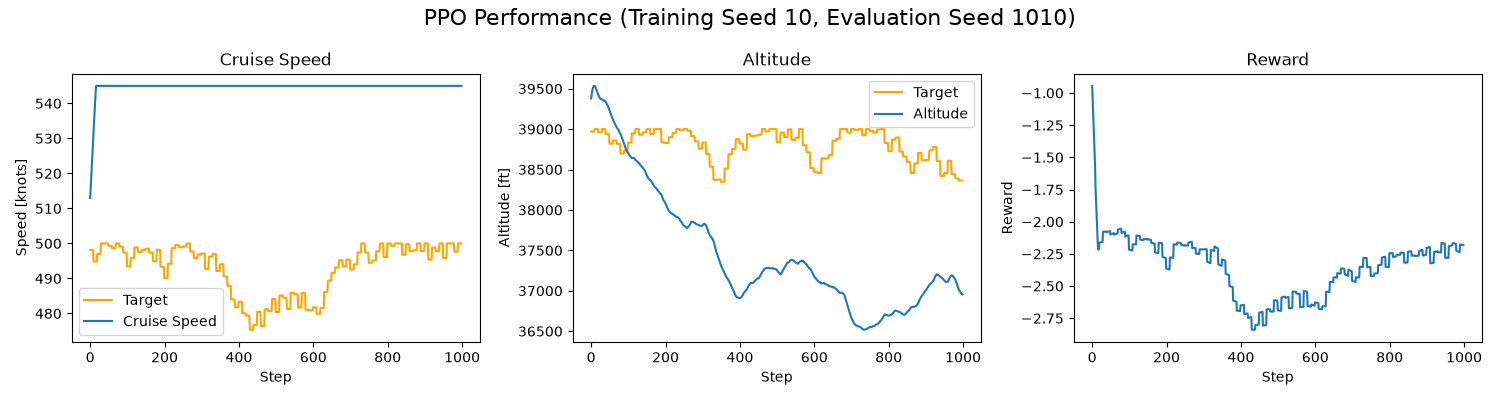 PPO Performance (Training Seed 10, Evaluation Seed 1010)
Cruise Speed
Speed [knots]
540
530
520
510
500
490
480
Target
Cruise Speed
0 200 400 600 800 1000
Step
Altitude
Altitude [ft]
39500
39000
38500
38000
37500
37000
36500
Target
Altitude
0 200 400 600 800 1000
Step
Reward
Reward
−1.00
−1.25
−1.50
−1.75
−2.00
−2.25
−2.50
−2.75
0 200 400 600 800 1000
Step